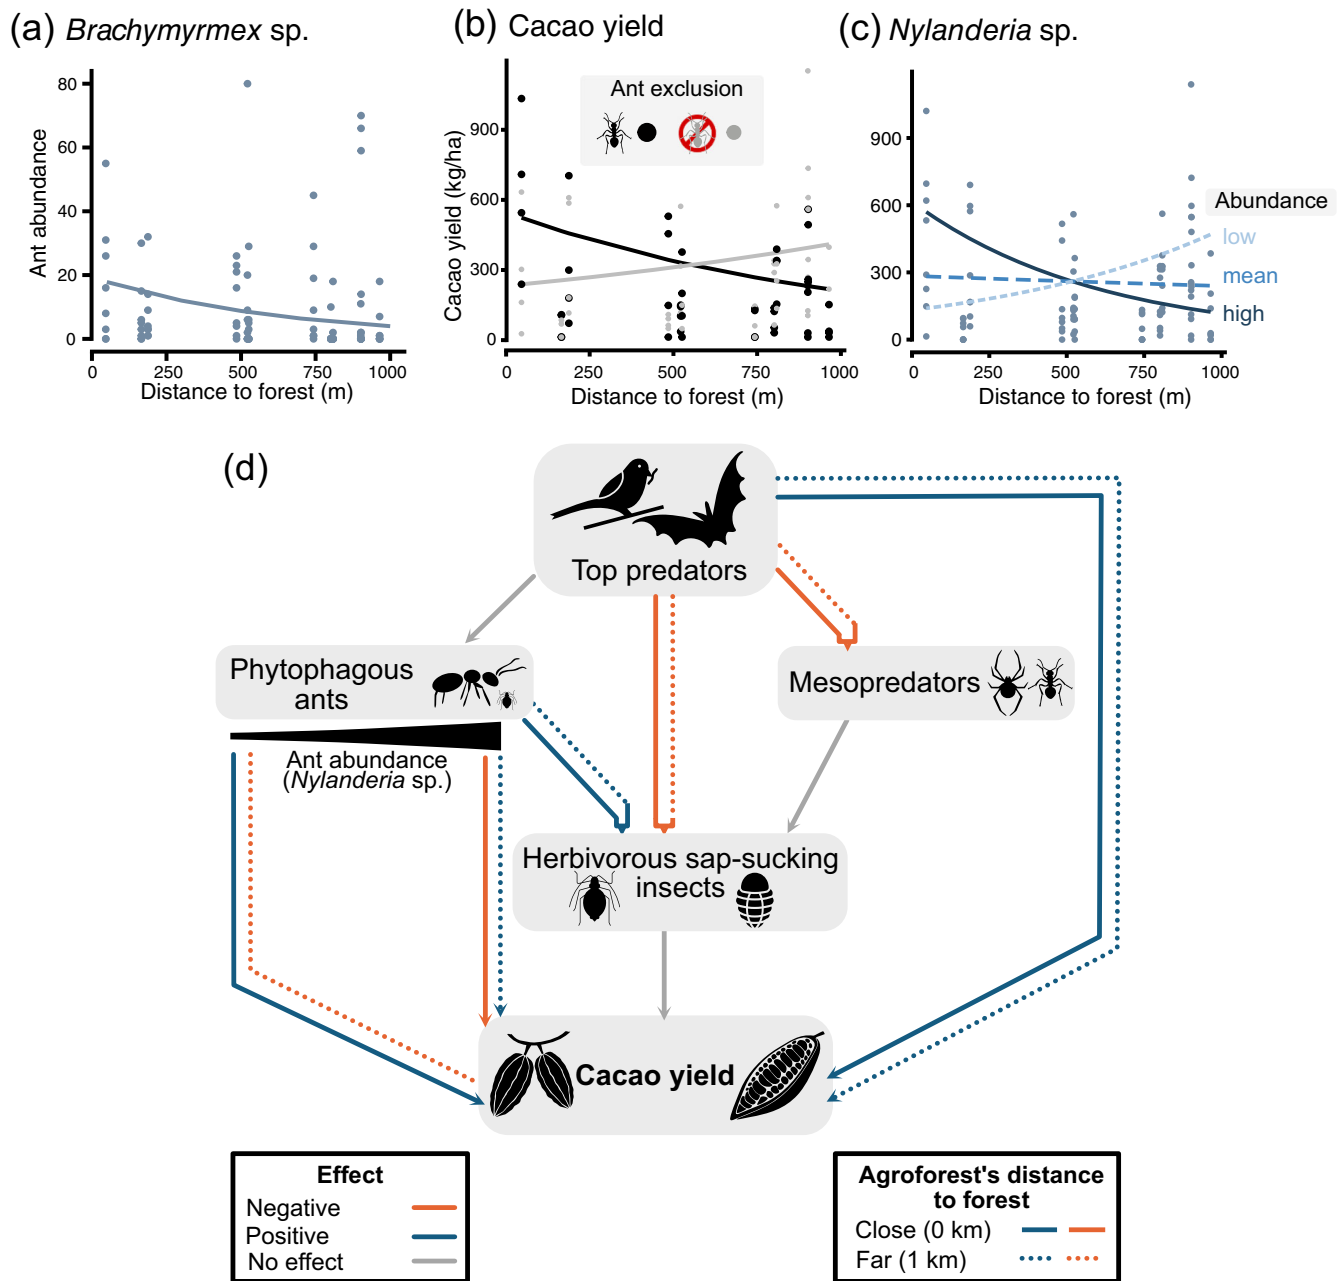 (a) Brachymyrmex sp.
Ant abundance
80
60
40
20
0
0 250 500 750 1000
Distance to forest (m)
(b) Cacao yield
Ant exclusion
Cacao yield (kg/ha)
900
600
300
0
0 250 500 750 1000
Distance to forest (m)
(c) Nylanderia sp.
900
600
300
0
0 250 500 750 1000
Distance to forest (m)
Abundance
low
mean
high
(d)
Top predators
Phytophagous
ants
Mesopredators
Ant abundance
(Nylanderia sp.)
Herbivorous sap-sucking
insects
Cacao yield
Effect
Negative
Positive
No effect
Agroforest's distance
to forest
Close (0 km)
Far (1 km)